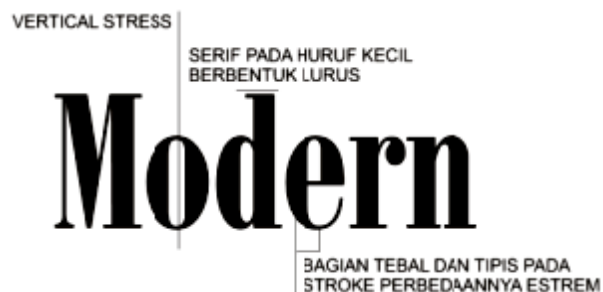 VERTICAL STRESS
SERIF PADA HURUF KECIL
BERBENTUK LURUS
Modern
BAGIAN TEBAL DAN TIPIS PADA
STROKE PERBEDAANNYA ESTREM